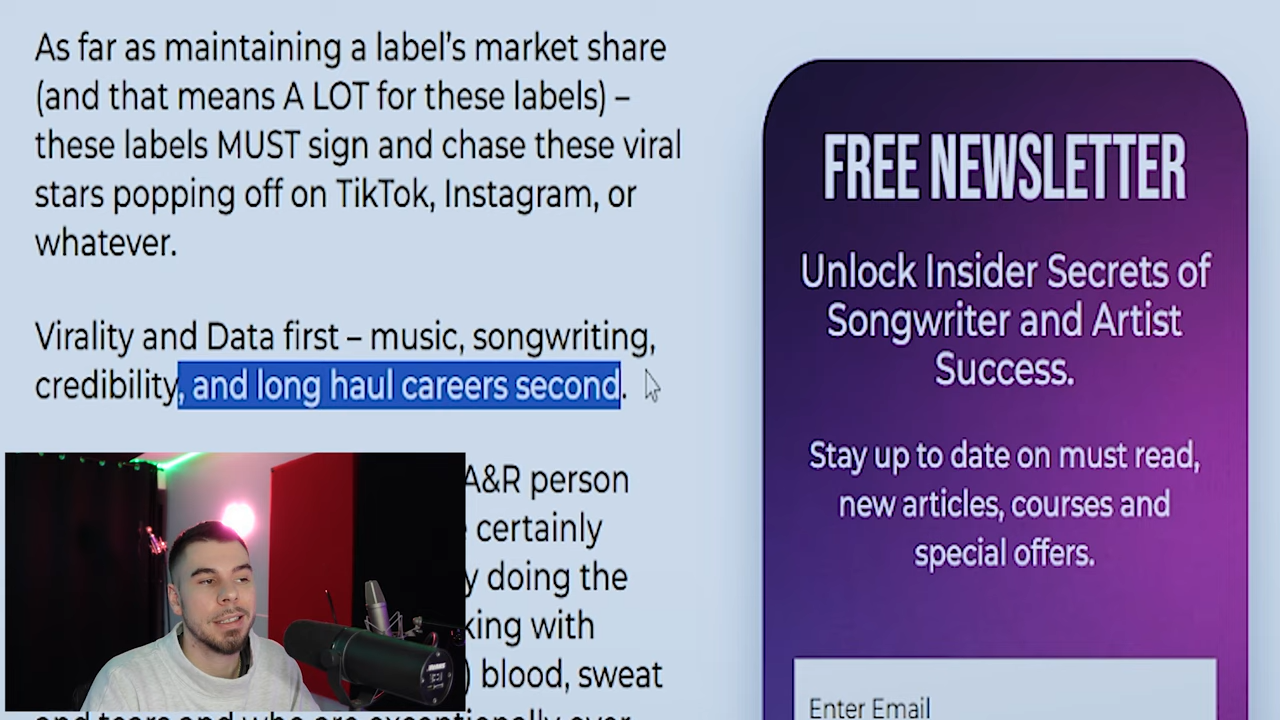 As far as maintaining a label's market share
(and that means A LOT for these labels) –
these labels MUST sign and chase these viral
stars popping off on TikTok, Instagram, or
whatever.
Virality and Data first – music, songwriting,
credibility, and long haul careers second.
A&R person
certainly
doing the
with
blood, sweat
FREE NEWSLETTER
Unlock Insider Secrets of
Songwriter and Artist
Success.
Stay up to date on must read,
new articles, courses and
special offers.
Enter Email